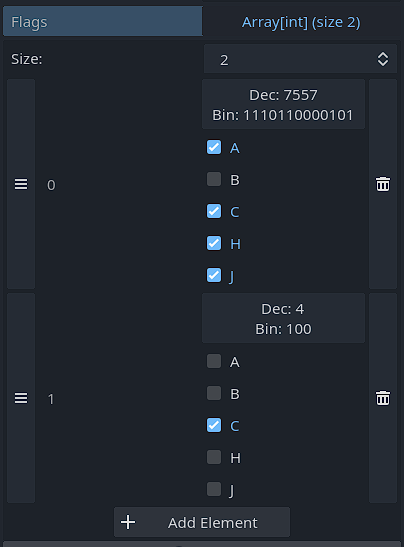 Flags Array[int] (size 2)
Size: 2
Dec: 7557
Bin: 1110110000101
0
A
B
C
H
J
Dec: 4
Bin: 100
1
A
B
C
H
J
Add Element